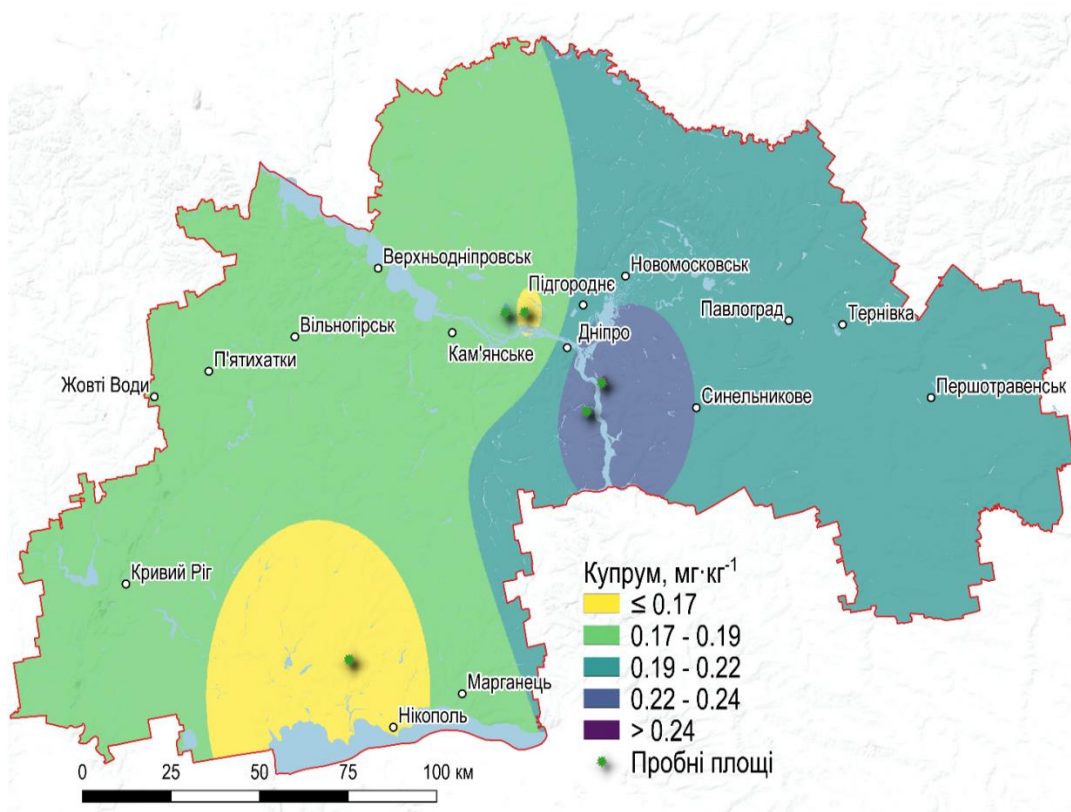 Верхньодніпровськ
Новомосковськ
Підгороднє
Павлоград
Тернівка
Вільногірськ
Кам'янське
Дніпро
П'ятихатки
Жовті Води
Синельникове
Першотравенськ
Кривий Ріг
Марганець
Нікополь
Купрум, мг·кг⁻¹
≤ 0.17
0.17 - 0.19
0.19 - 0.22
0.22 - 0.24
> 0.24
Пробні площі
0 25 50 75 100 км